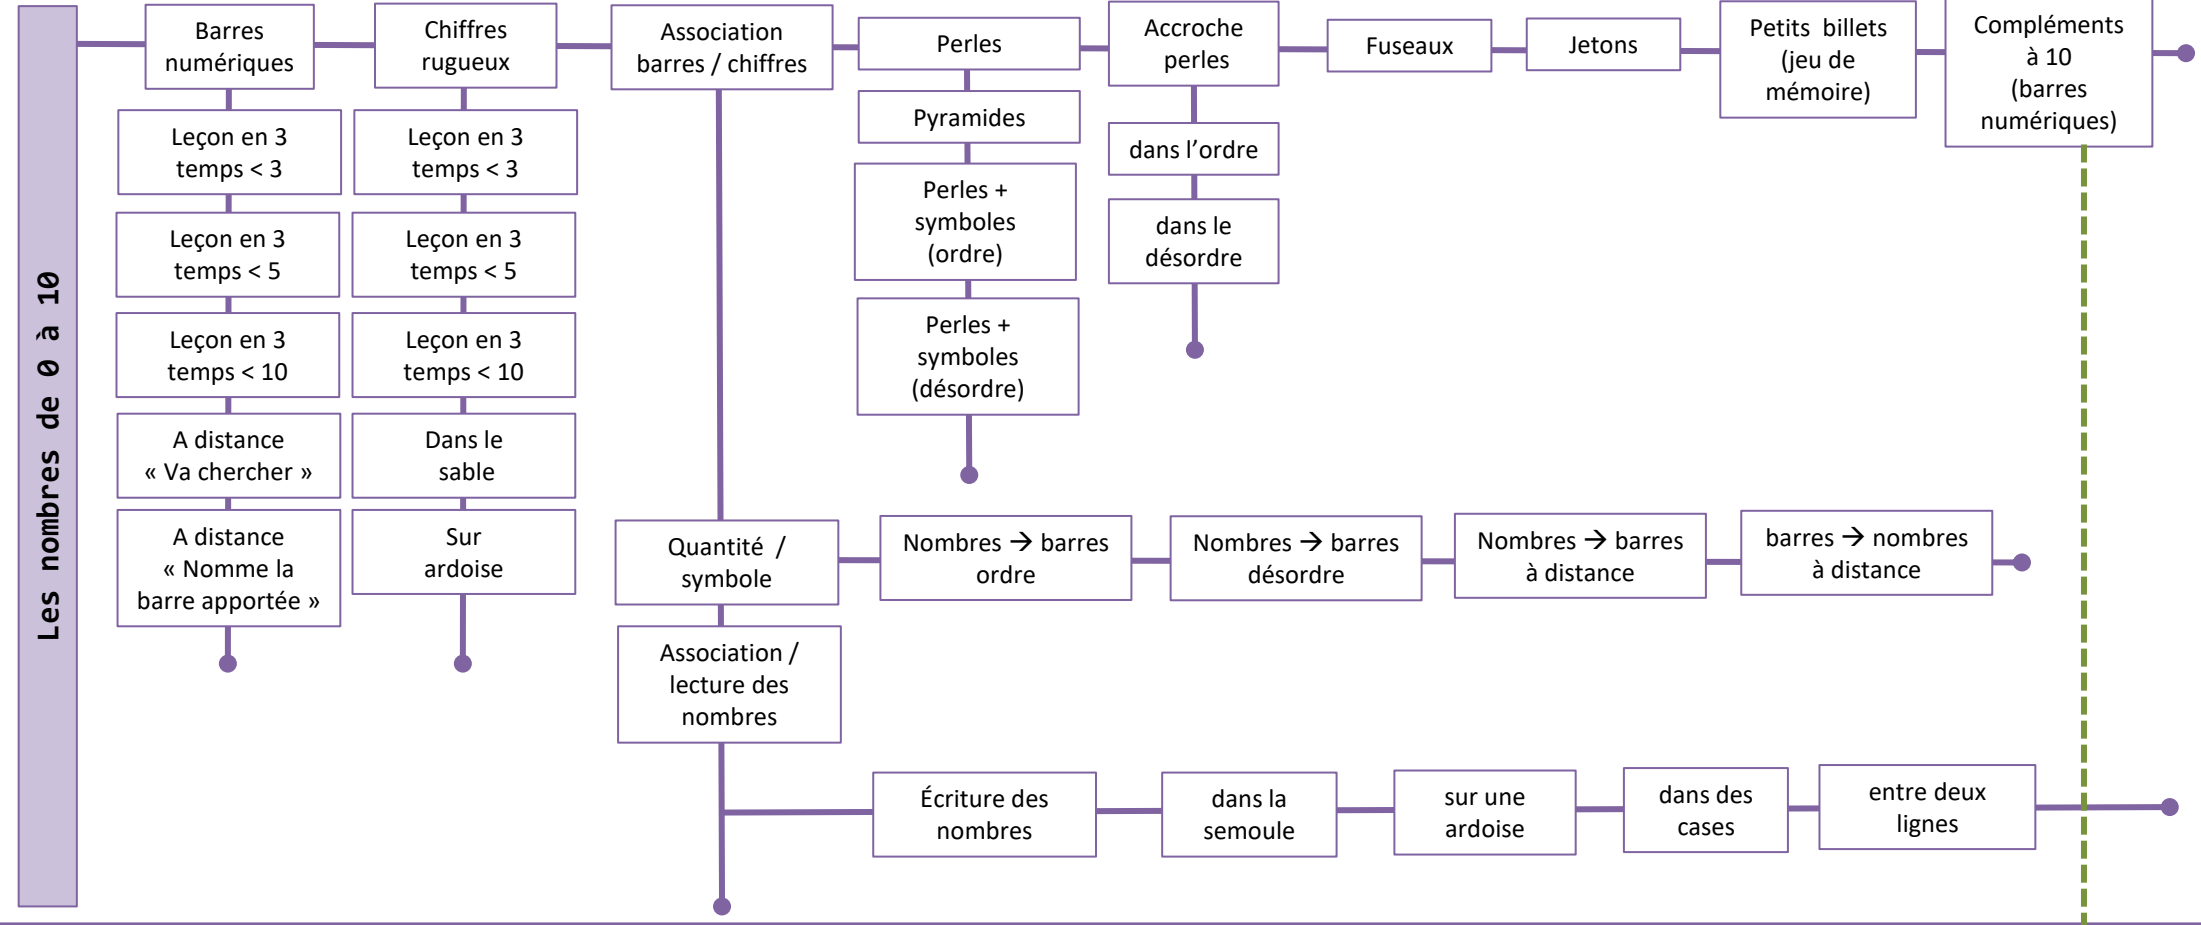 Les nombres de 0 à 10
Barres
numériques
Chiffres
rugueux
Association
barres / chiffres
Perles
Accroche
perles
Fuseaux
Jetons
Petits billets
(jeu de
mémoire)
Compléments
à 10
(barres
numériques)
Leçon en 3
temps < 3
Leçon en 3
temps < 5
Leçon en 3
temps < 10
A distance
« Va chercher »
A distance
« Nomme la
barre apportée »
Leçon en 3
temps < 3
Leçon en 3
temps < 5
Leçon en 3
temps < 10
Dans le
sable
Sur
ardoise
Pyramides
Perles +
symboles
(ordre)
Perles +
symboles
(désordre)
dans l’ordre
dans le
désordre
Quantité /
symbole
Nombres → barres
ordre
Nombres → barres
désordre
Nombres → barres
à distance
barres → nombres
à distance
Association /
lecture des
nombres
Écriture des
nombres
dans la
semoule
sur une
ardoise
dans des
cases
entre deux
lignes